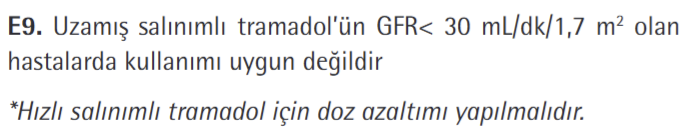 E9. Uzamış salınımlı tramadol'ün GFR< 30 mL/dk/1,7 m² olan
hastalarda kullanımı uygun değildir
*Hızlı salınımlı tramadol için doz azaltımı yapılmalıdır.